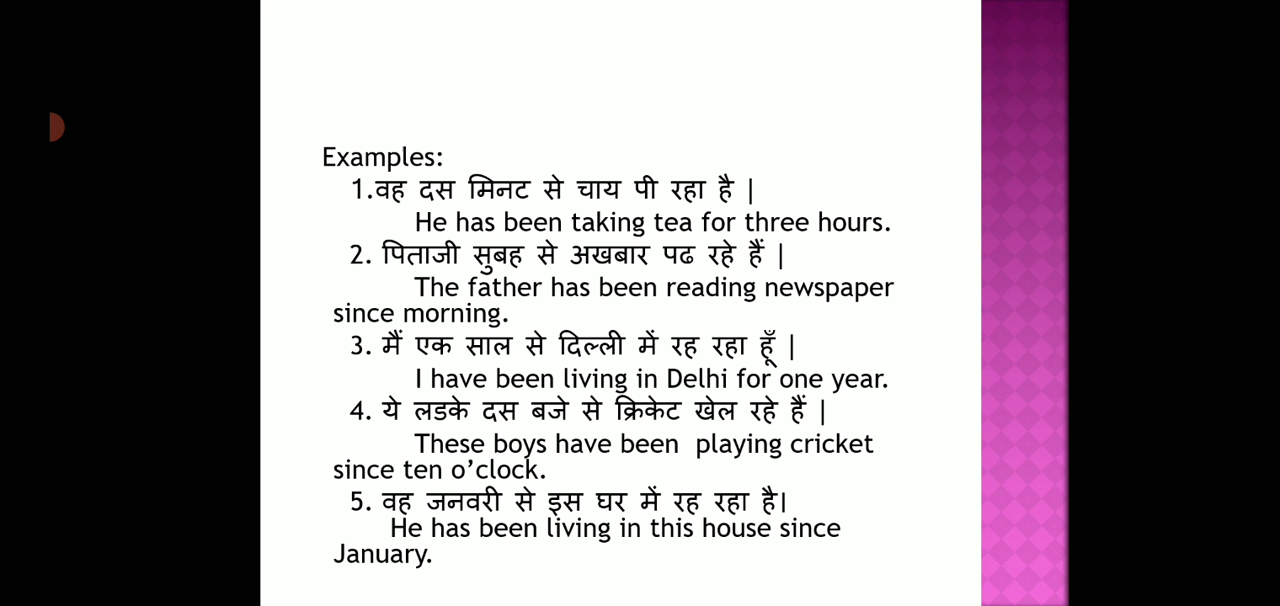 Examples:
1.वह दस मिनट से चाय पी रहा है |
He has been taking tea for three hours.
2. पिताजी सुबह से अखबार पढ रहे हैं |
The father has been reading newspaper
since morning.
3. मैं एक साल से दिल्ली में रह रहा हूँ |
I have been living in Delhi for one year.
4. ये लडके दस बजे से क्रिकेट खेल रहे हैं |
These boys have been  playing cricket
since ten o’clock.
5. वह जनवरी से इस घर में रह रहा है।
He has been living in this house since
January.